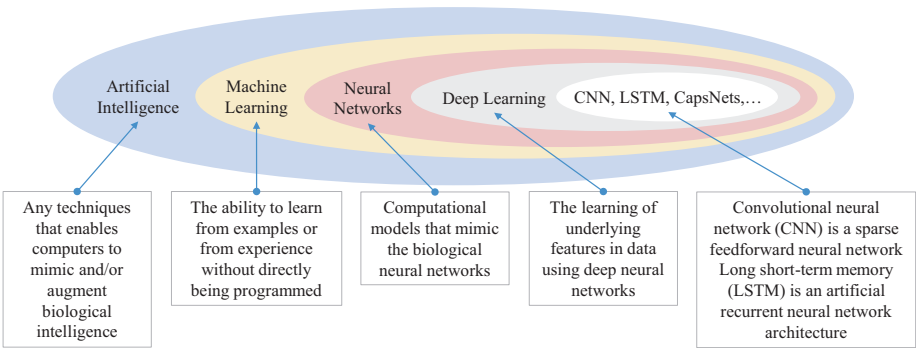 Artificial
Intelligence
Machine
Learning
Neural
Networks
Deep Learning
CNN, LSTM, CapsNets,…
Any techniques
that enables
computers to
mimic and/or
augment
biological
intelligence
The ability to learn
from examples or
from experience
without directly
being programmed
Computational
models that mimic
the biological
neural networks
The learning of
underlying
features in data
using deep neural
networks
Convolutional neural
network (CNN) is a sparse
feedforward neural network
Long short-term memory
(LSTM) is an artificial
recurrent neural network
architecture